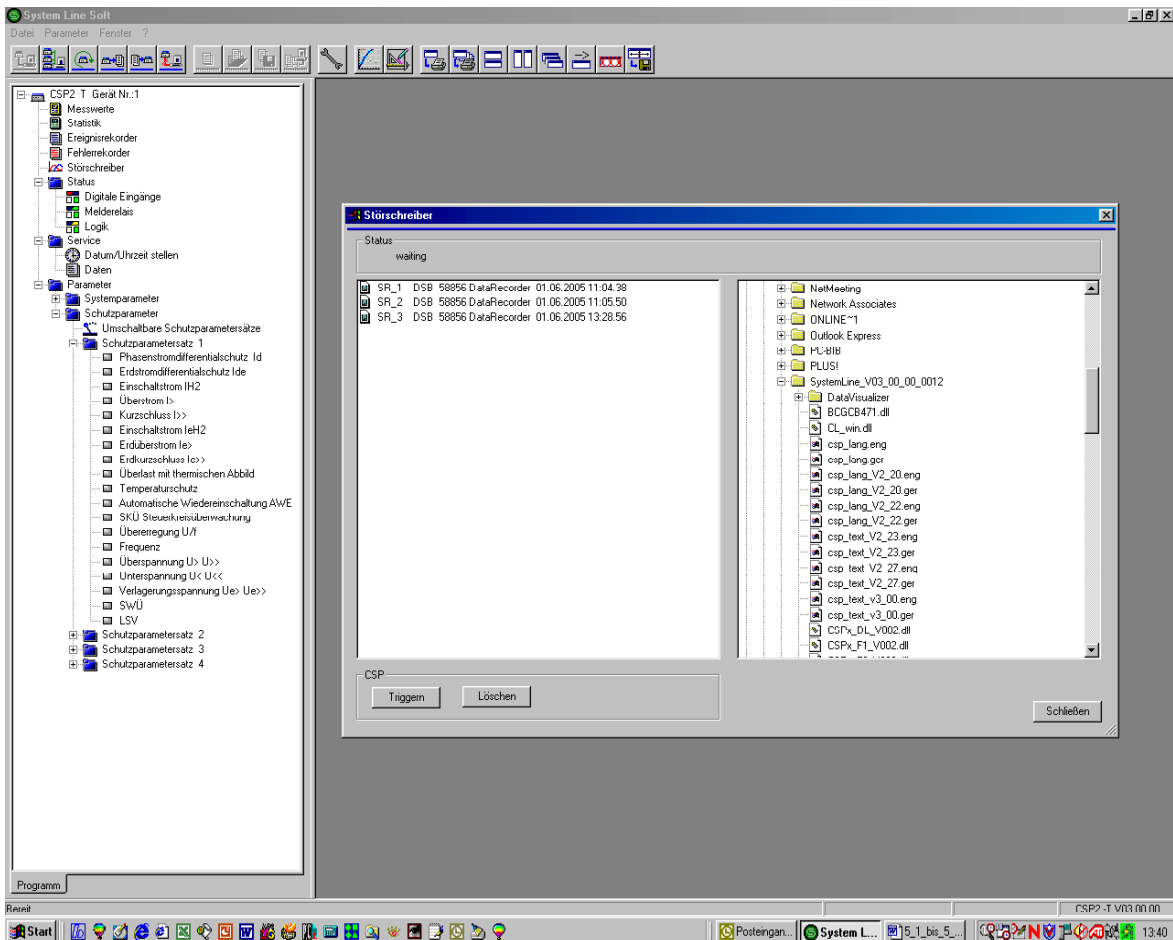 System Line Soft
Datei Parameter Fenster ?
CSP2 T Gerät Nr.:1
Messwerte
Statistik
Ereignisrekorder
Fehlerrekorder
Störschreiber
Status
Digitale Eingänge
Melderelais
Logik
Service
Datum/Uhrzeit stellen
Daten
Parameter
Systemparameter
Schutzparameter
Umschaltbare Schutzparametersätze
Schutzparametersatz 1
Phasenstromdifferentialschutz Id
Erdstromdifferentialschutz Ide
Einschaltstrom IH2
Überstrom I>
Kurzschluss I>>
Einschaltstrom IeH2
Erdüberstrom Ie>
Erdkurzschluss Ie>>
Überlast mit thermischen Abbild
Temperaturschutz
Automatische Wiedereinschaltung AWE
SKÜ Steuerkreisüberwachung
Übererregung U/f
Frequenz
Überspannung U> U>>
Unterspannung U< U<<
Verlagerungsspannung Ue> Ue>>
SWÜ
LSV
Schutzparametersatz 2
Schutzparametersatz 3
Schutzparametersatz 4
Programm
Störschreiber
Status
waiting
SR_1 DSB 58856 DataRecorder 01.06.2005 11:04.38
SR_2 DSB 58856 DataRecorder 01.06.2005 11:05.50
SR_3 DSB 58856 DataRecorder 01.06.2005 13:28.56
NetMeeting
Network Associates
ONLINE~1
Outlook Express
PC-BIB
PLUS!
SystemLine_V03_00_00_0012
DataVisualizer
BCGCB471.dll
CL_win.dll
csp_lang.eng
csp_lang.ger
csp_lang_V2_20.eng
csp_lang_V2_20.ger
csp_lang_V2_22.eng
csp_lang_V2_22.ger
csp_text_V2_23.eng
csp_text_V2_23.ger
csp_text_V2_27.eng
csp_text_V2_27.ger
csp_text_v3_00.eng
csp_text_v3_00.ger
CSPx_DL_V002.dll
CSPx_F1_V002.dll
CSP
Triggern
Löschen
Schließen
Bereit
CSP2 -T V03.00.00
Start
Posteingan...
System L...
5_1_bis_5_...
13:40